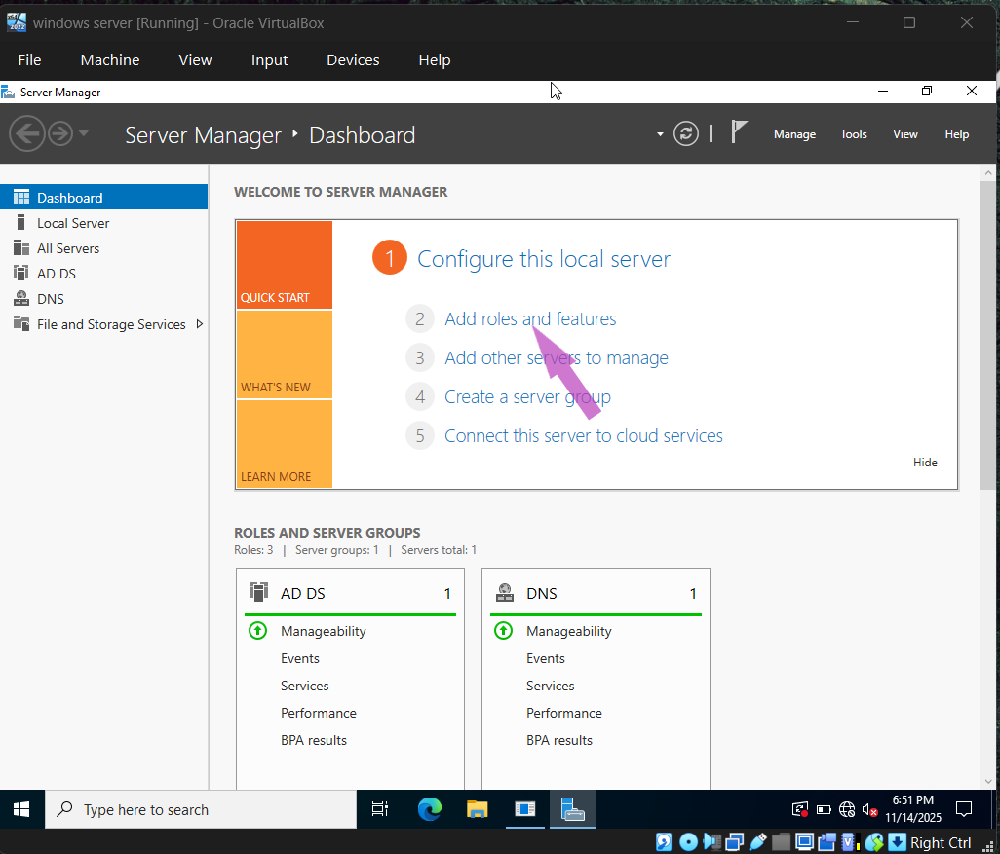 windows server [Running] - Oracle VirtualBox
File Machine View Input Devices Help
Server Manager
Server Manager ‣ Dashboard
Manage Tools View Help
Dashboard
Local Server
All Servers
AD DS
DNS
File and Storage Services
WELCOME TO SERVER MANAGER
QUICK START
WHAT'S NEW
LEARN MORE
1 Configure this local server
2 Add roles and features
3 Add other servers to manage
4 Create a server group
5 Connect this server to cloud services
Hide
ROLES AND SERVER GROUPS
Roles: 3 | Server groups: 1 | Servers total: 1
AD DS 1
Manageability
Events
Services
Performance
BPA results
DNS 1
Manageability
Events
Services
Performance
BPA results
Type here to search
6:51 PM
11/14/2025
Right Ctrl